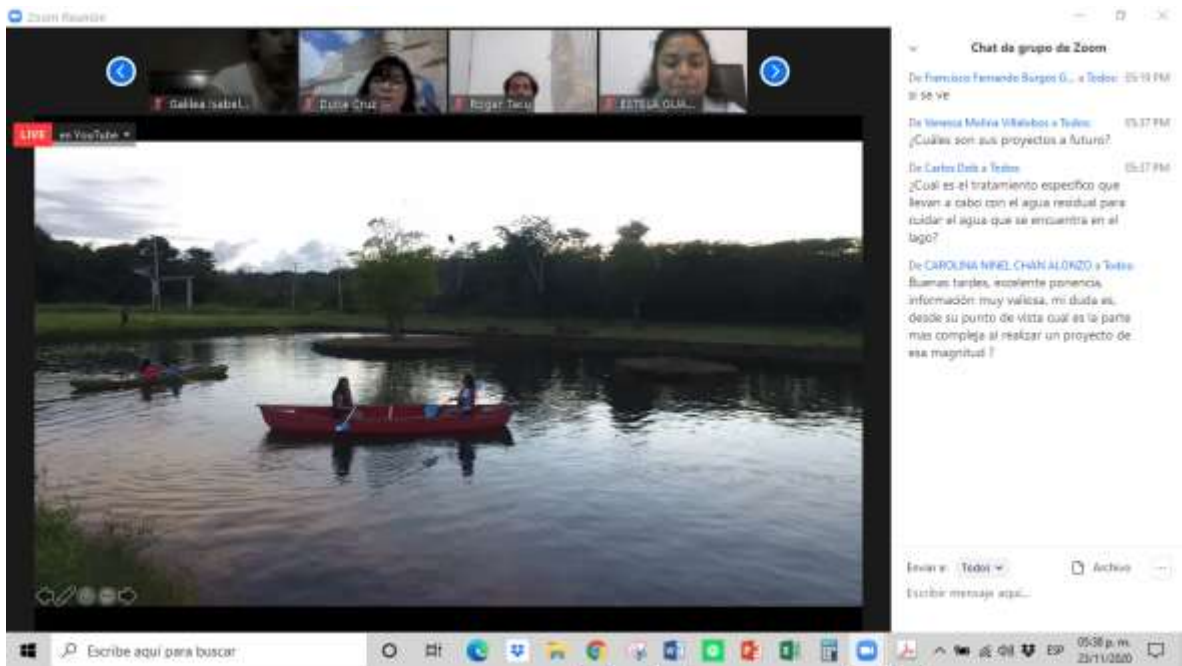 Zoom Reunión
Galilea Isabel...
Dulce Cruz
Roger Tecu
ESTELA GUA...
LIVE
en YouTube
Chat de grupo de Zoom
De Francisco Fernando Burgos G... a Todos: 05:19 PM
si se ve
De Vanessa Molina Villalobos a Todos: 05:37 PM
¿Cuáles son sus proyectos a futuro?
De Carlos a Todos: 05:37 PM
¿Cual es el tratamiento específico que
llevan a cabo con el agua residual para
cuidar el agua que se encuentra en el
lago?
De CAROLINA NINEL CHAN ALONZO a Todos:
Buenas tardes, excelente ponencia,
información muy valiosa, mi duda es,
desde su punto de vista cual es la parte
mas compleja al realizar un proyecto de
esa magnitud ?
Enviar a: Todos
Archivo
Escribir mensaje aquí...
Escribe aquí para buscar
ESP
05:38 p. m.
23/11/2020